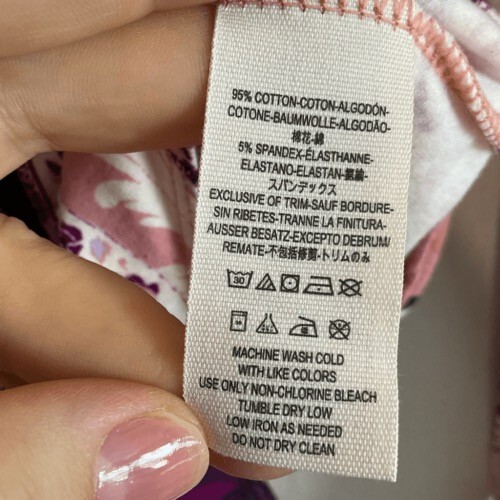 95% COTTON-COTON-ALGODÓN-
COTONE-BAUMWOLLE-ALGODÃO-
棉花-綿
5% SPANDEX-ÉLASTHANNE-
ELASTANO-ELASTAN-氨綸-
スパンデックス
EXCLUSIVE OF TRIM-SAUF BORDURE-
SIN RIBETES-TRANNE LA FINITURA-
AUSSER BESATZ-EXCEPTO DEBRUM/
REMATE-不包括修剪-トリムのみ
30
MACHINE WASH COLD
WITH LIKE COLORS
USE ONLY NON-CHLORINE BLEACH
TUMBLE DRY LOW
LOW IRON AS NEEDED
DO NOT DRY CLEAN